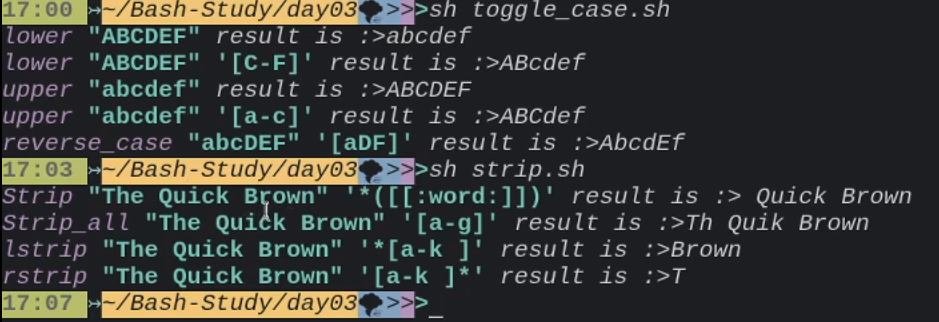 17:00 ↣~/Bash-Study/day03🌪>>>sh toggle_case.sh
lower "ABCDEF" result is :>abcdef
lower "ABCDEF" '[C-F]' result is :>ABcdef
upper "abcdef" result is :>ABCDEF
upper "abcdef" '[a-c]' result is :>ABCdef
reverse_case "abcDEF" '[aDF]' result is :>AbcdEf
17:03 ↣~/Bash-Study/day03🌪>>>sh strip.sh
Strip "The Quick Brown" '*([[:word:]])' result is :> Quick Brown
Strip_all "The Quick Brown" '[a-g]' result is :>Th Quik Brown
lstrip "The Quick Brown" '*[a-k ]' result is :>Brown
rstrip "The Quick Brown" '[a-k ]*' result is :>T
17:07 ↣~/Bash-Study/day03🌪>>>_